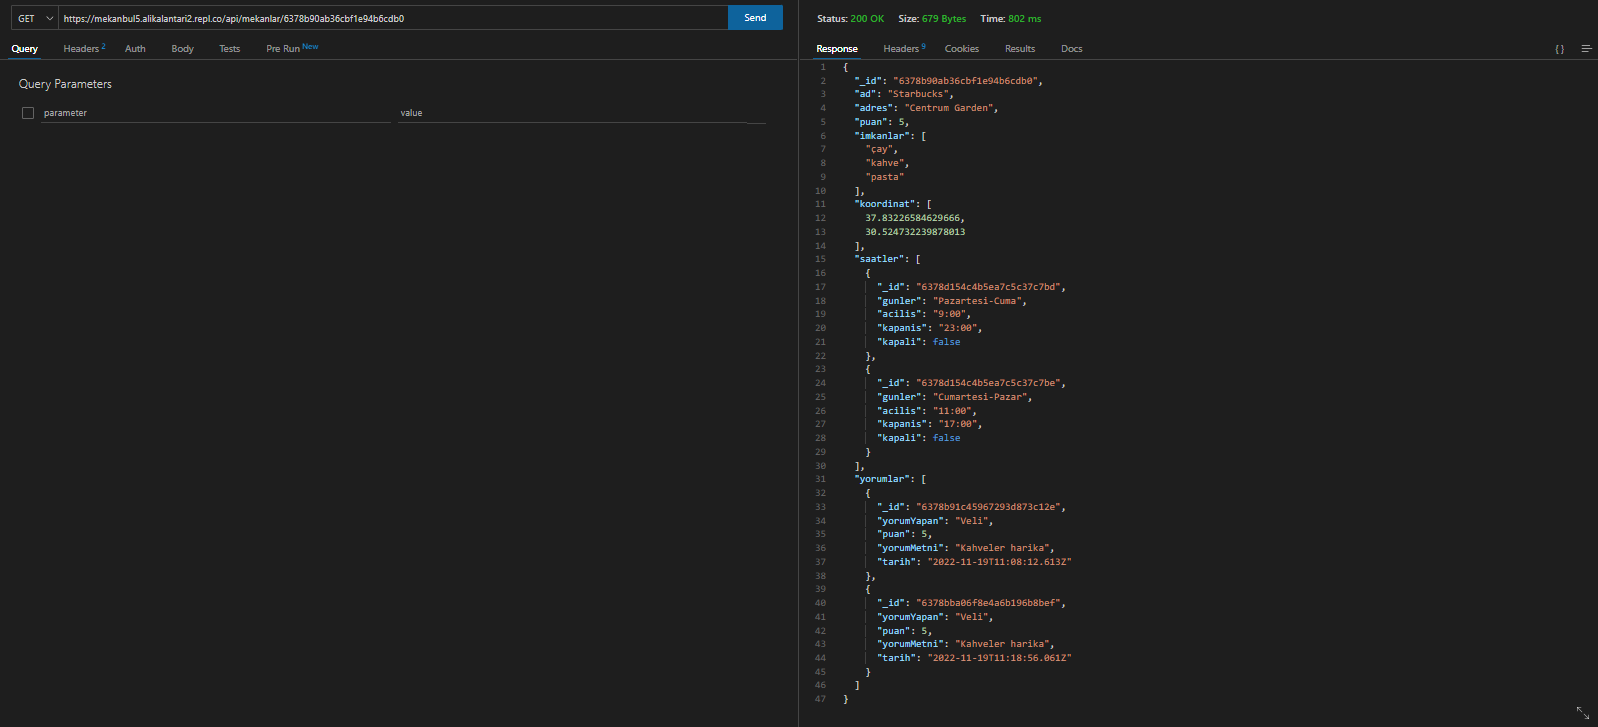 GET https://mekanbul5.alikalantari2.repl.co/api/mekanlar/6378b90ab36cbf1e94b6cdb0 Send
Query Headers 2 Auth Body Tests Pre Run New
Query Parameters
parameter value
Status: 200 OK Size: 679 Bytes Time: 802 ms
Response Headers 9 Cookies Results Docs {}
1 {
2 "_id": "6378b90ab36cbf1e94b6cdb0",
3 "ad": "Starbucks",
4 "adres": "Centrum Garden",
5 "puan": 5,
6 "imkanlar": [
7 "çay",
8 "kahve",
9 "pasta"
10 ],
11 "koordinat": [
12 37.83226584629666,
13 30.524732239878013
14 ],
15 "saatler": [
16 {
17 "_id": "6378d154c4b5ea7c5c37c7bd",
18 "gunler": "Pazartesi-Cuma",
19 "acilis": "9:00",
20 "kapanis": "23:00",
21 "kapali": false
22 },
23 {
24 "_id": "6378d154c4b5ea7c5c37c7be",
25 "gunler": "Cumartesi-Pazar",
26 "acilis": "11:00",
27 "kapanis": "17:00",
28 "kapali": false
29 }
30 ],
31 "yorumlar": [
32 {
33 "_id": "6378b91c45967293d873c12e",
34 "yorumYapan": "Veli",
35 "puan": 5,
36 "yorumMetni": "Kahveler harika",
37 "tarih": "2022-11-19T11:08:12.613Z"
38 },
39 {
40 "_id": "6378bba06f8e4a6b196b8bef",
41 "yorumYapan": "Veli",
42 "puan": 5,
43 "yorumMetni": "Kahveler harika",
44 "tarih": "2022-11-19T11:18:56.061Z"
45 }
46 ]
47 }